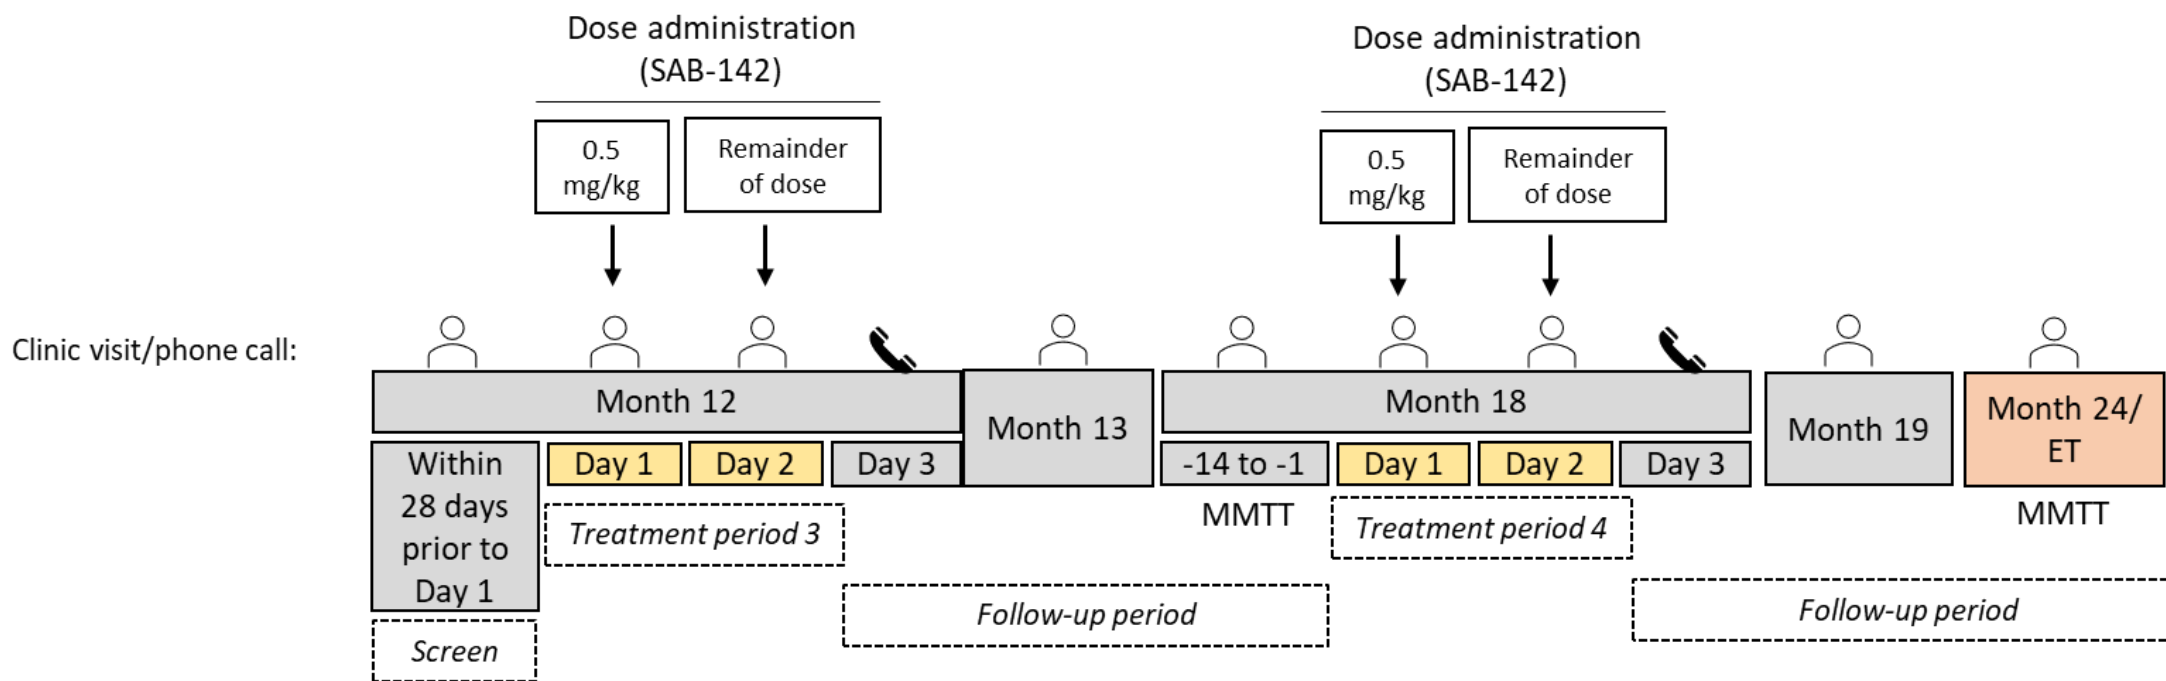 Dose administration
(SAB-142)
0.5
mg/kg
Remainder
of dose
Dose administration
(SAB-142)
0.5
mg/kg
Remainder
of dose
Clinic visit/phone call:
Month 12
Within
28 days
prior to
Day 1
Day 1
Day 2
Day 3
Month 13
Month 18
-14 to -1
Day 1
Day 2
Day 3
Month 19
Month 24/
ET
MMTT
MMTT
Treatment period 3
Treatment period 4
Follow-up period
Follow-up period
Screen